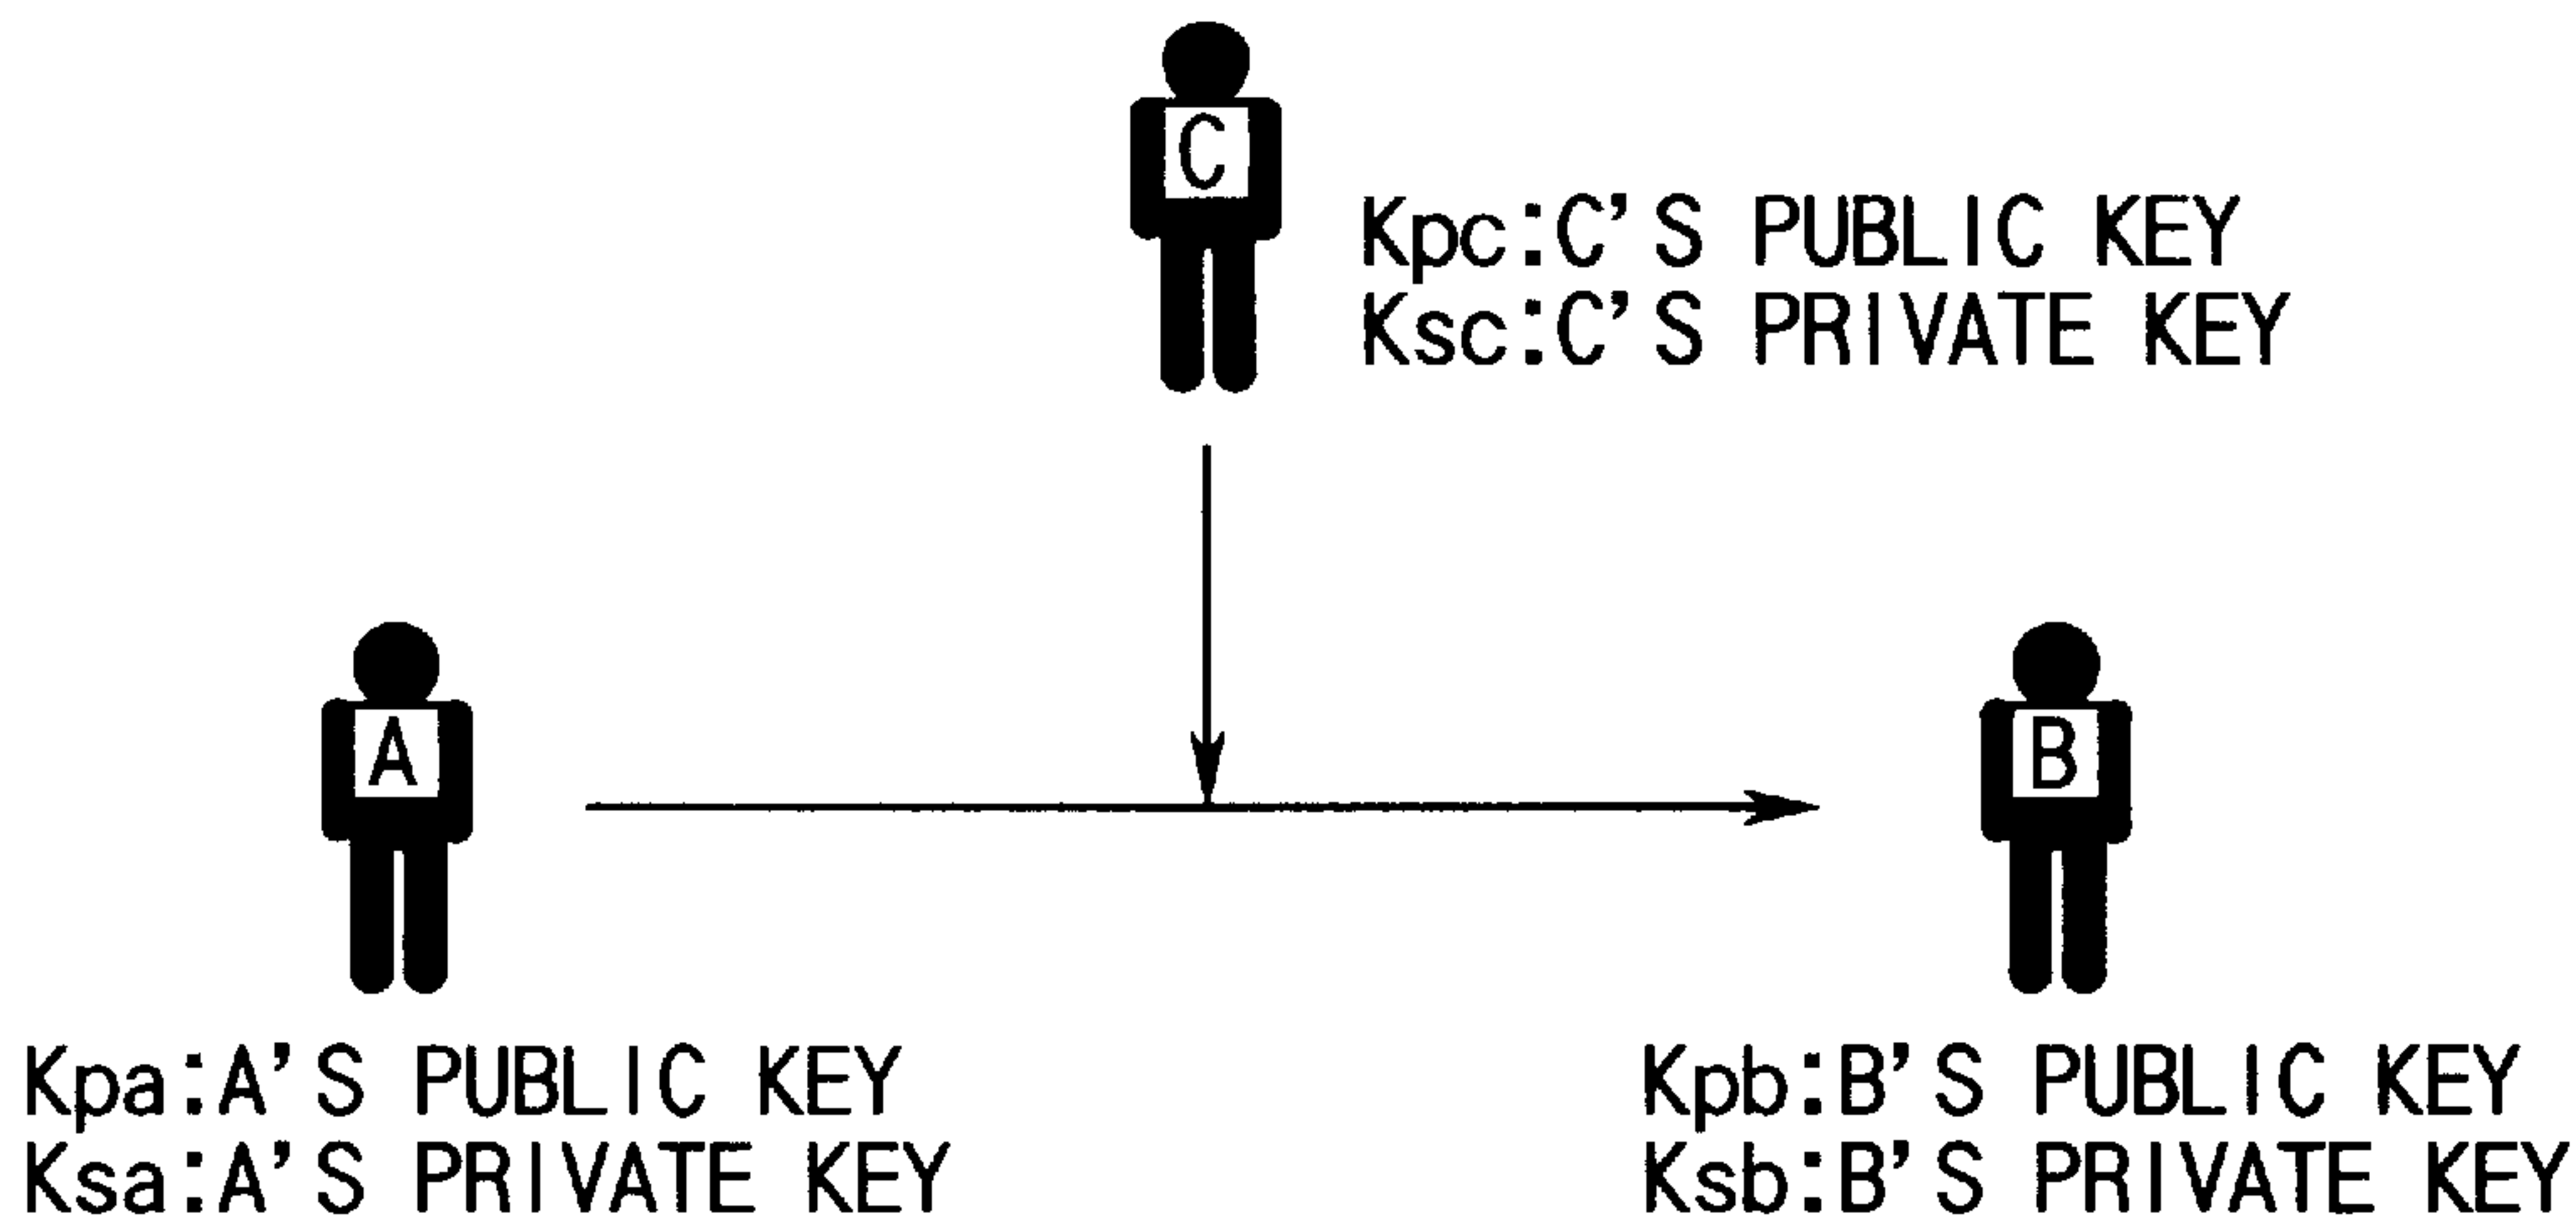 C
Kpc:C'S PUBLIC KEY
Ksc:C'S PRIVATE KEY
A
B
Kpa:A'S PUBLIC KEY
Ksa:A'S PRIVATE KEY
Kpb:B'S PUBLIC KEY
Ksb:B'S PRIVATE KEY